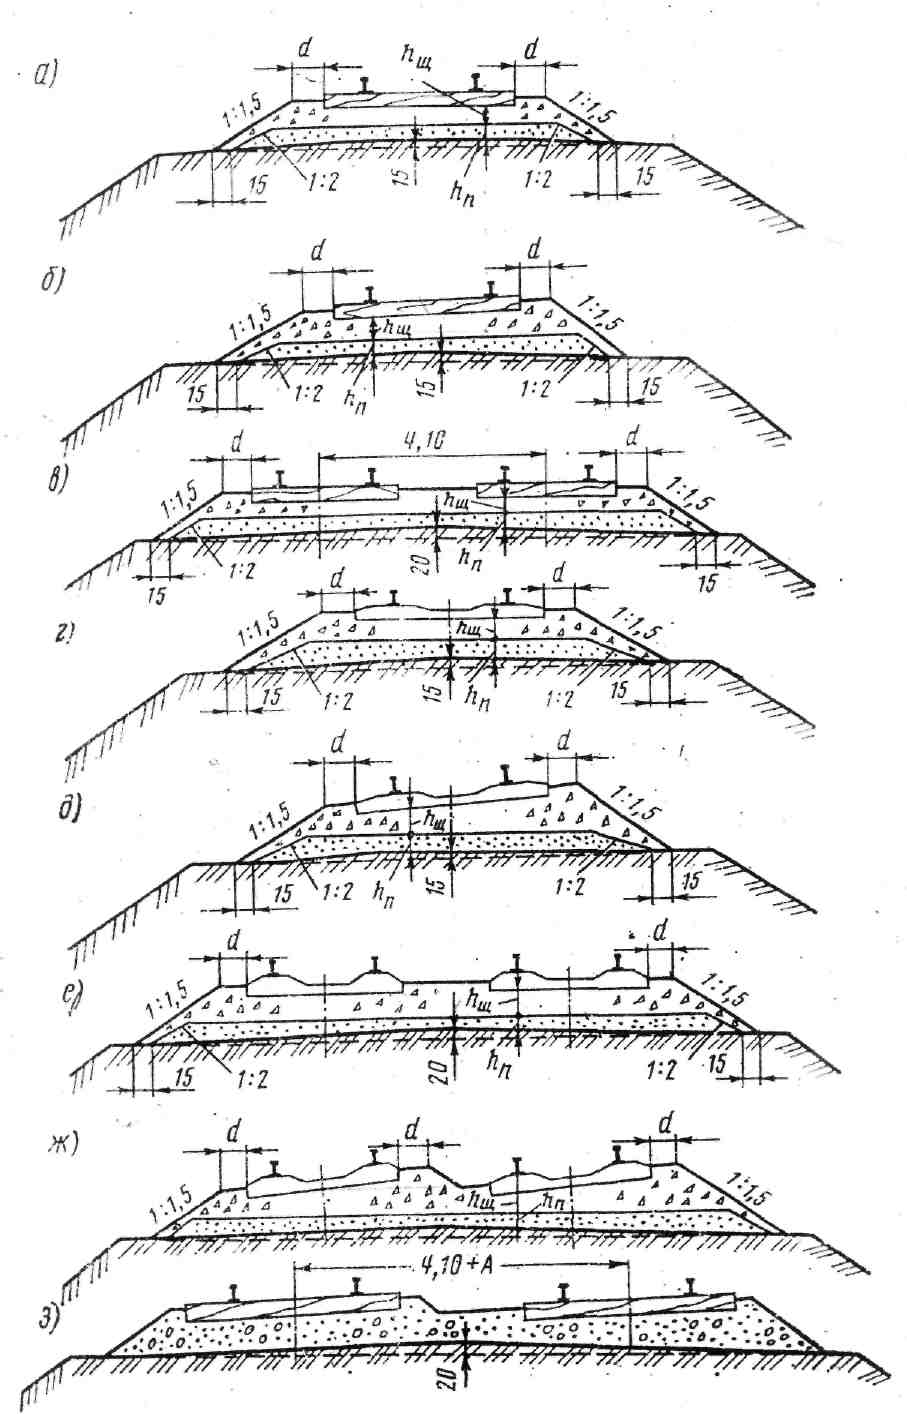 а)
d hщ d
1:1,5 1:1,5
15 1:2 15 hп 1:2 15
б)
d d
1:1,5 hщ 1:1,5
15 1:2 hп 15 1:2 15
в)
d 4,10 d
1:1,5 hщ 1:1,5
15 1:2 20 hп 15
г)
d d
1:1,5 hщ 1:1,5
15 1:2 15 hп 1:2 15
д)
d d
1:1,5 hщ 1:1,5
15 1:2 hп 15 1:2 15
е)
d d
1:1,5 hщ 1:1,5
15 1:2 20 hп 1:2 15
ж)
d d d
1:1,5 hщ hп 1:1,5
з)
4,10+А
20